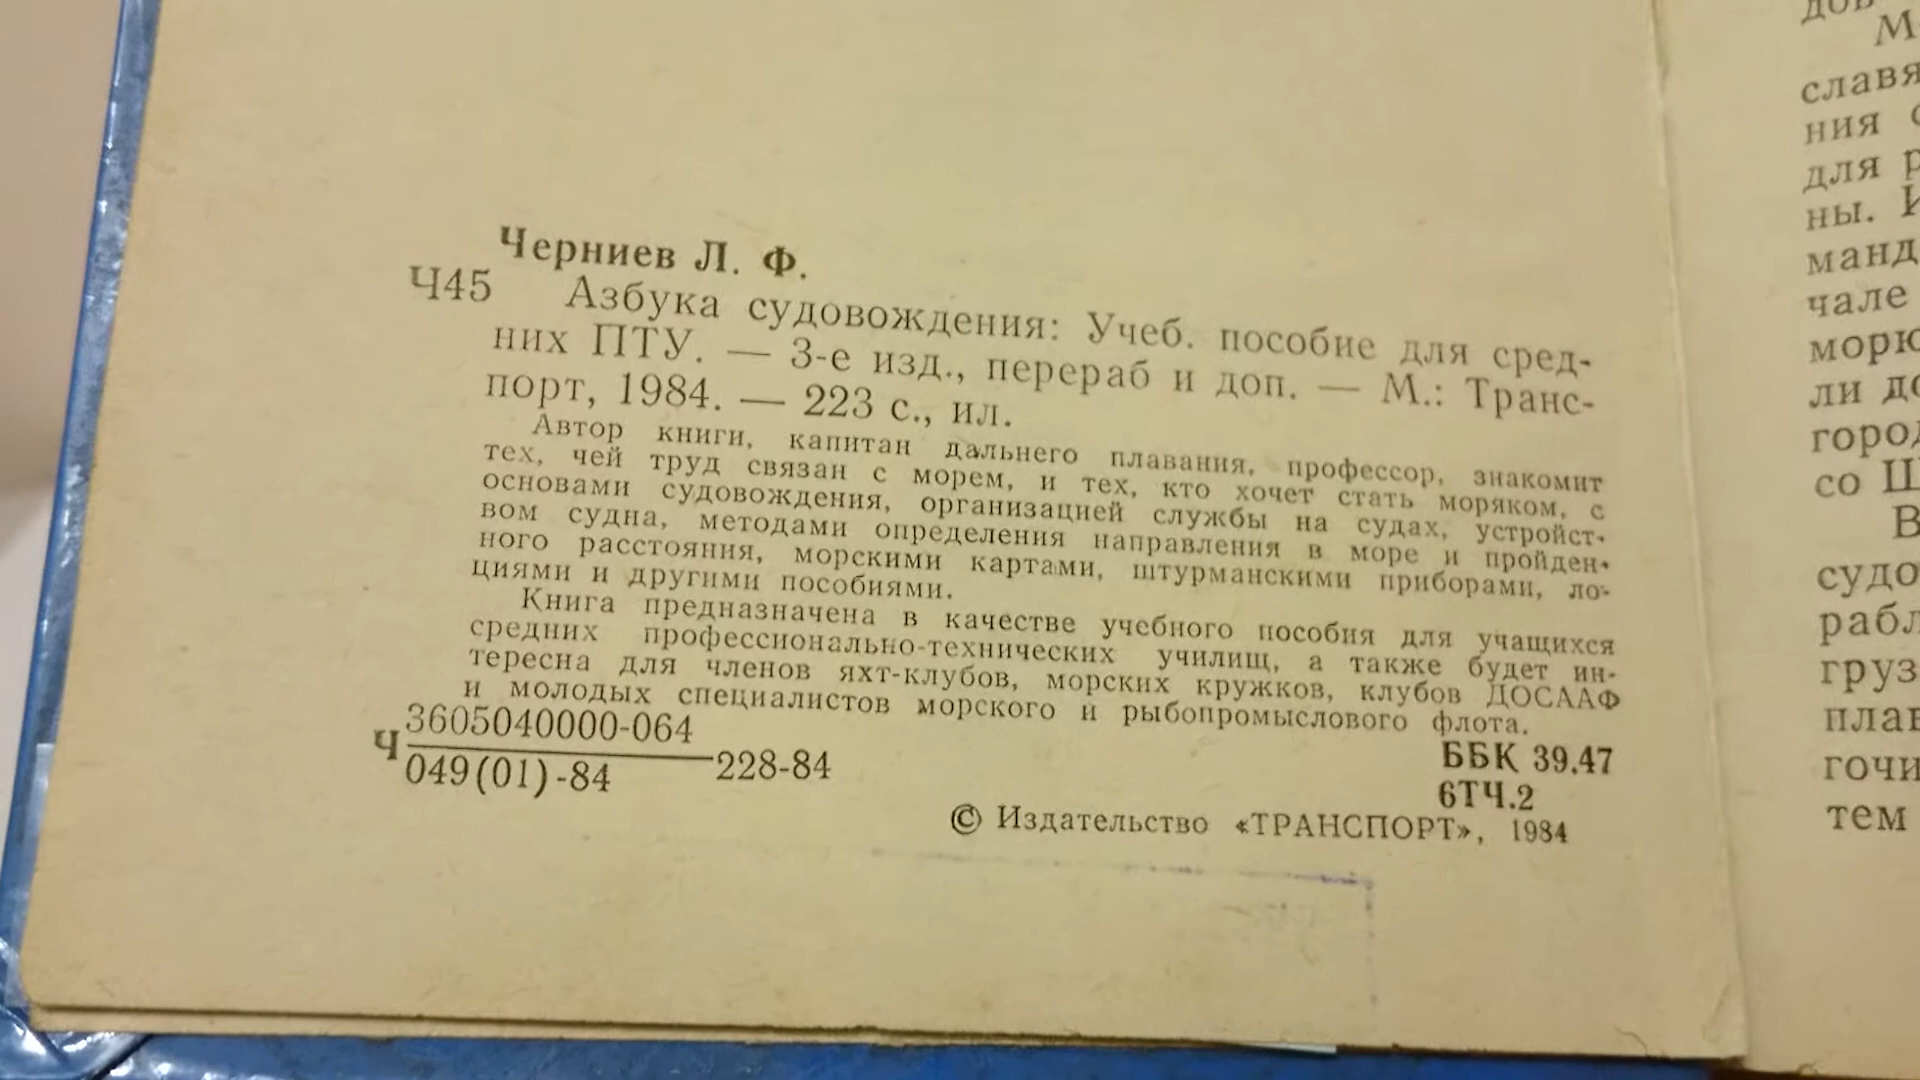 Черниев Л. Ф.
Ч45 Азбука судовождения: Учеб. пособие для сред-
них ПТУ. — 3-е изд., перераб и доп. — М.: Транс-
порт, 1984. — 223 с., ил.
Автор книги, капитан дальнего плавания, профессор, знакомит
тех, чей труд связан с морем, и тех, кто хочет стать моряком, с
основами судовождения, организацией службы на судах, устройст-
вом судна, методами определения направления в море и пройден-
ного расстояния, морскими картами, штурманскими приборами, ло-
циями и другими пособиями.
Книга предназначена в качестве учебного пособия для учащихся
средних профессионально-технических училищ, а также будет ин-
тересна для членов яхт-клубов, морских кружков, клубов ДОСААФ
и молодых специалистов морского и рыбопромыслового флота.
Ч 3605040000-064
049(01)-84 228-84
ББК 39.47
6ТЧ.2
© Издательство «ТРАНСПОРТ», 1984
славя
ния
для
ны.
манд
чале
морю
ли до
город
со Ш
В
судо
рабл
груз
плав
гочи
тем